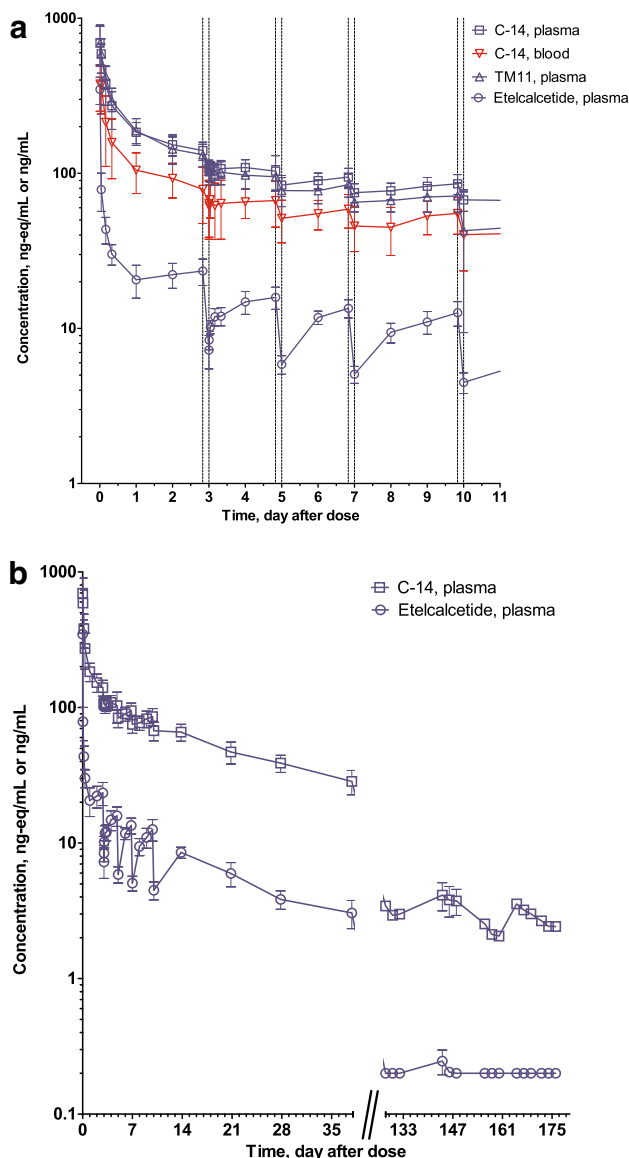 a
Concentration, ng-eq/mL or ng/mL
1000
100
10
1
C-14, plasma
C-14, blood
TM11, plasma
Etelcalcetide, plasma
0 1 2 3 4 5 6 7 8 9 10 11
Time, day after dose
b
Concentration, ng-eq/mL or ng/mL
1000
100
10
1
0.1
C-14, plasma
Etelcalcetide, plasma
0 7 14 21 28 35 133 147 161 175
Time, day after dose